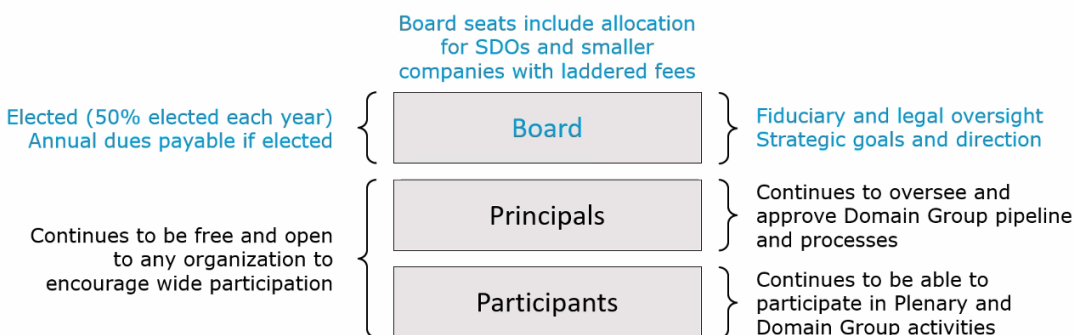 Board seats include allocation
for SDOs and smaller
companies with laddered fees
Elected (50% elected each year)
Annual dues payable if elected
Board
Fiduciary and legal oversight
Strategic goals and direction
Continues to be free and open
to any organization to
encourage wide participation
Principals
Continues to oversee and
approve Domain Group pipeline
and processes
Participants
Continues to be able to
participate in Plenary and
Domain Group activities